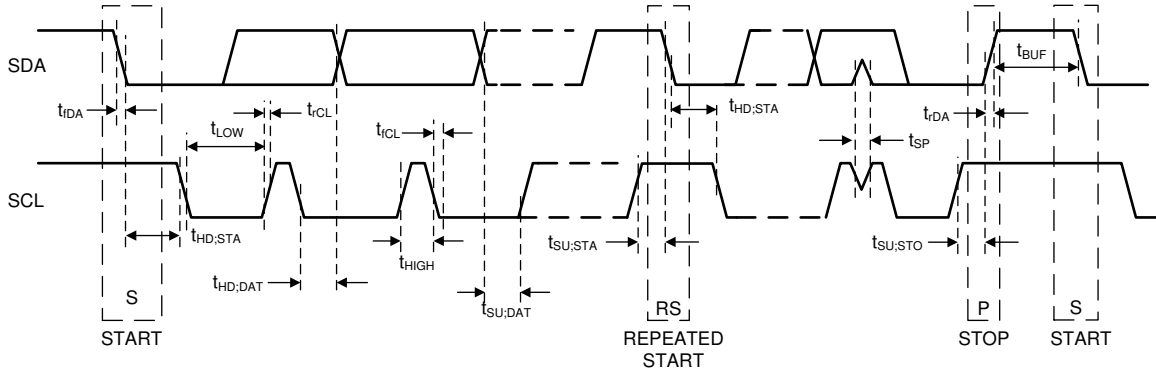 SDA
t_BUF
t_fDA
t_LOW
t_rCL
t_fCL
t_HD;STA
t_rDA
t_SP
SCL
t_HD;STA
t_SU;STA
t_SU;STO
t_HIGH
t_HD;DAT
t_SU;DAT
S
RS
P
S
START
REPEATED
START
STOP
START